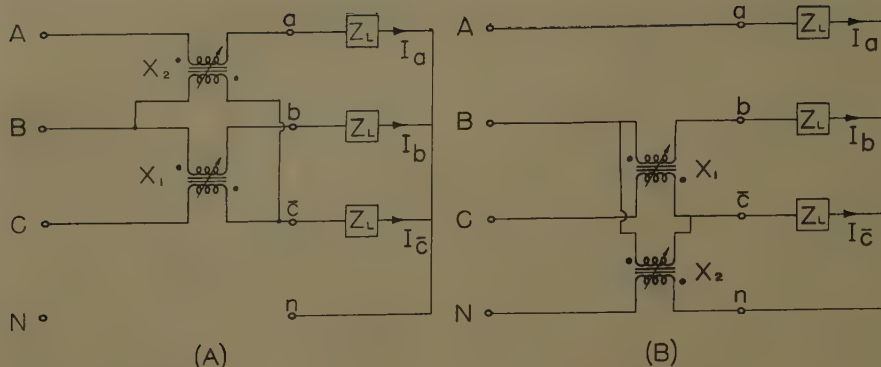 A
X₂
a
Z_L
I_a
B
X₁
b
Z_L
I_b
C
c̄
Z_L
I_c̄
N
n
(A)
A
a
Z_L
I_a
B
X₁
b
Z_L
I_b
C
c̄
Z_L
I_c̄
X₂
N
n
(B)